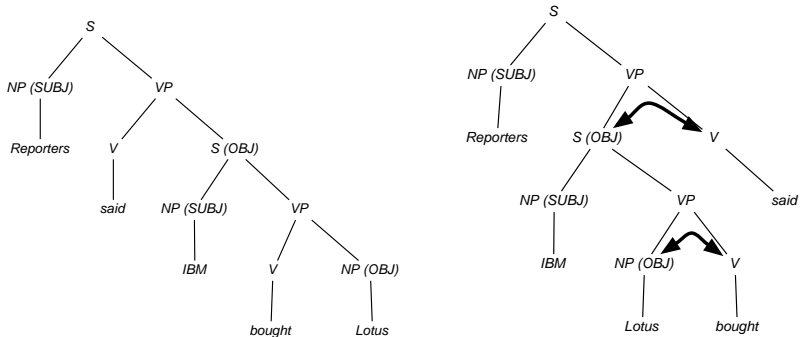 S
NP (SUBJ) VP
Reporters V S (OBJ)
said NP (SUBJ) VP
IBM V NP (OBJ)
bought Lotus
S
NP (SUBJ) VP
Reporters S (OBJ) V
NP (SUBJ) VP said
IBM NP (OBJ) V
Lotus bought